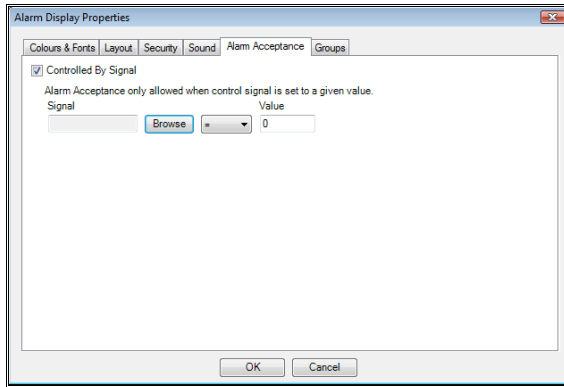 Alarm Display Properties
Colours & Fonts Layout Security Sound Alarm Acceptance Groups
Controlled By Signal
Alarm Acceptance only allowed when control signal is set to a given value.
Signal Value
Browse = 0
OK Cancel